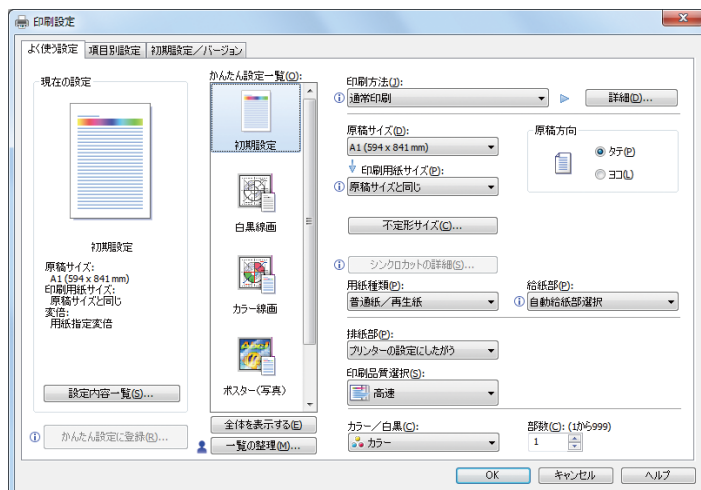 印刷設定
よく使う設定
項目別設定
初期設定／バージョン
現在の設定
初期設定
原稿サイズ:
A1 (594 x 841 mm)
印刷用紙サイズ:
原稿サイズと同じ
変倍:
用紙指定変倍
設定内容一覧(S)...
かんたん設定に登録(R)...
かんたん設定一覧(O):
初期設定
白黒線画
カラー線画
ポスター(写真)
全体を表示する(E)
一覧の整理(M)...
印刷方法(J):
通常印刷
詳細(D)...
原稿サイズ(D):
A1 (594 x 841 mm)
印刷用紙サイズ(P):
原稿サイズと同じ
原稿方向
タテ(P)
ヨコ(L)
不定形サイズ(C)...
シンクロカットの詳細(S)...
用紙種類(P):
普通紙／再生紙
給紙部(P):
自動給紙部選択
排紙部(P):
プリンターの設定にしたがう
印刷品質選択(S):
高速
カラー／白黒(C):
カラー
部数(C): (1から999)
1
OK
キャンセル
ヘルプ